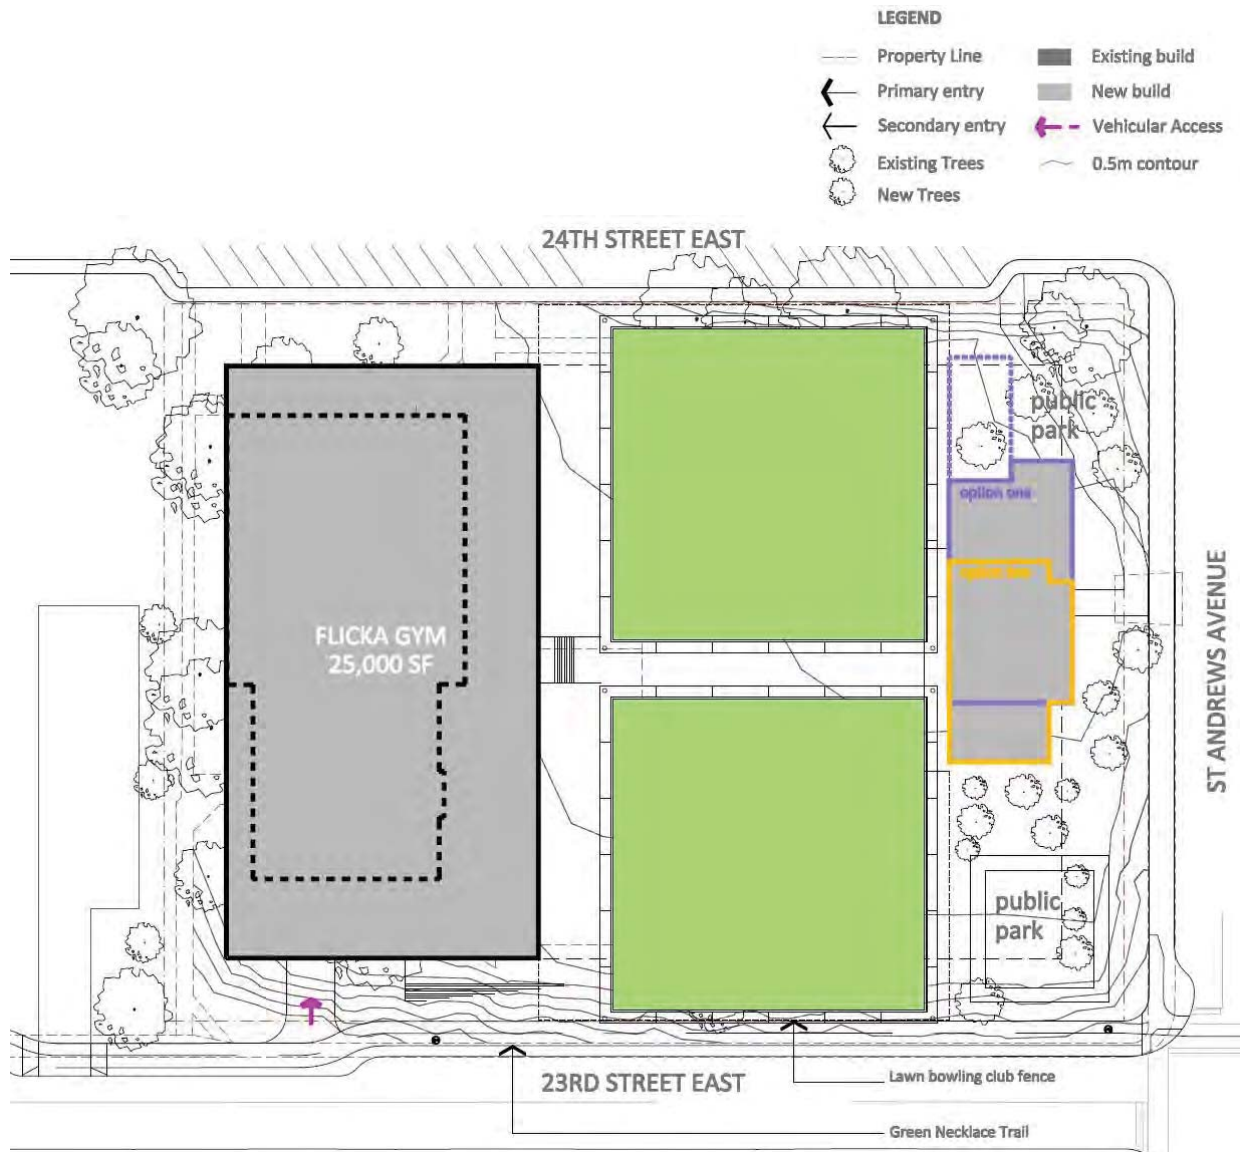 LEGEND
Property Line
Existing build
Primary entry
New build
Secondary entry
Vehicular Access
Existing Trees
0.5m contour
New Trees
24TH STREET EAST
public
park
option one
option
FLICKA GYM
25,000 SF
ST ANDREWS AVENUE
public
park
23RD STREET EAST
Lawn bowling club fence
Green Necklace Trail